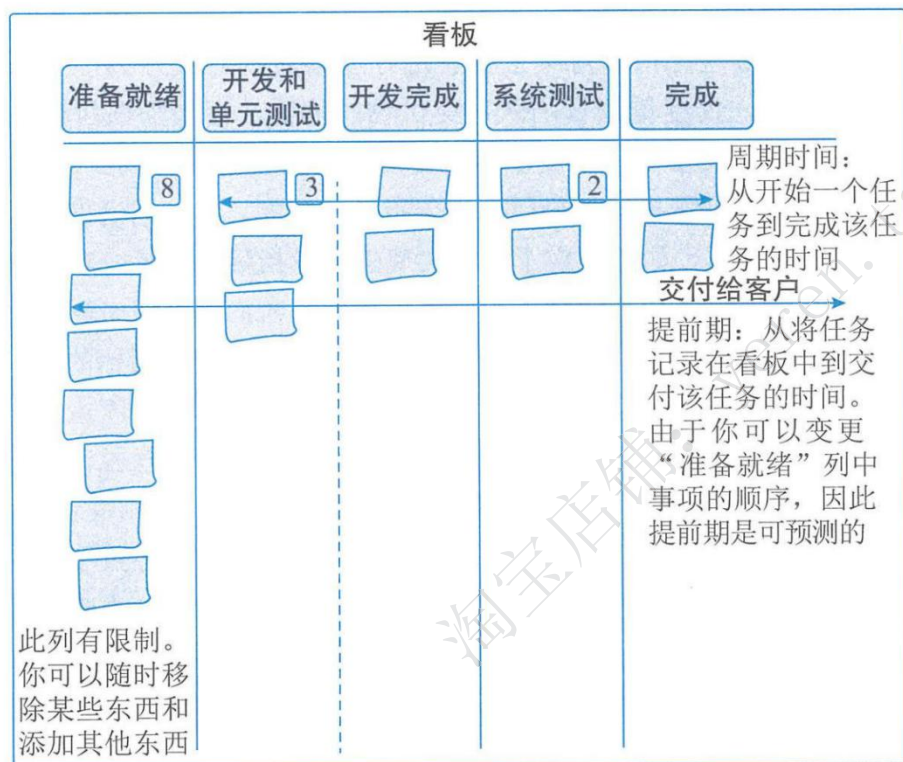 看板
准备就绪
开发和
单元测试
开发完成
系统测试
完成
8
3
2
周期时间：
从开始一个任
务到完成该任
务的时间
交付给客户
提前期：从将任务
记录在看板中到交
付该任务的时间。
由于你可以变更
“准备就绪”列中
事项的顺序，因此
提前期是可预测的
此列有限制。
你可以随时移
除某些东西和
添加其他东西
淘宝店铺：